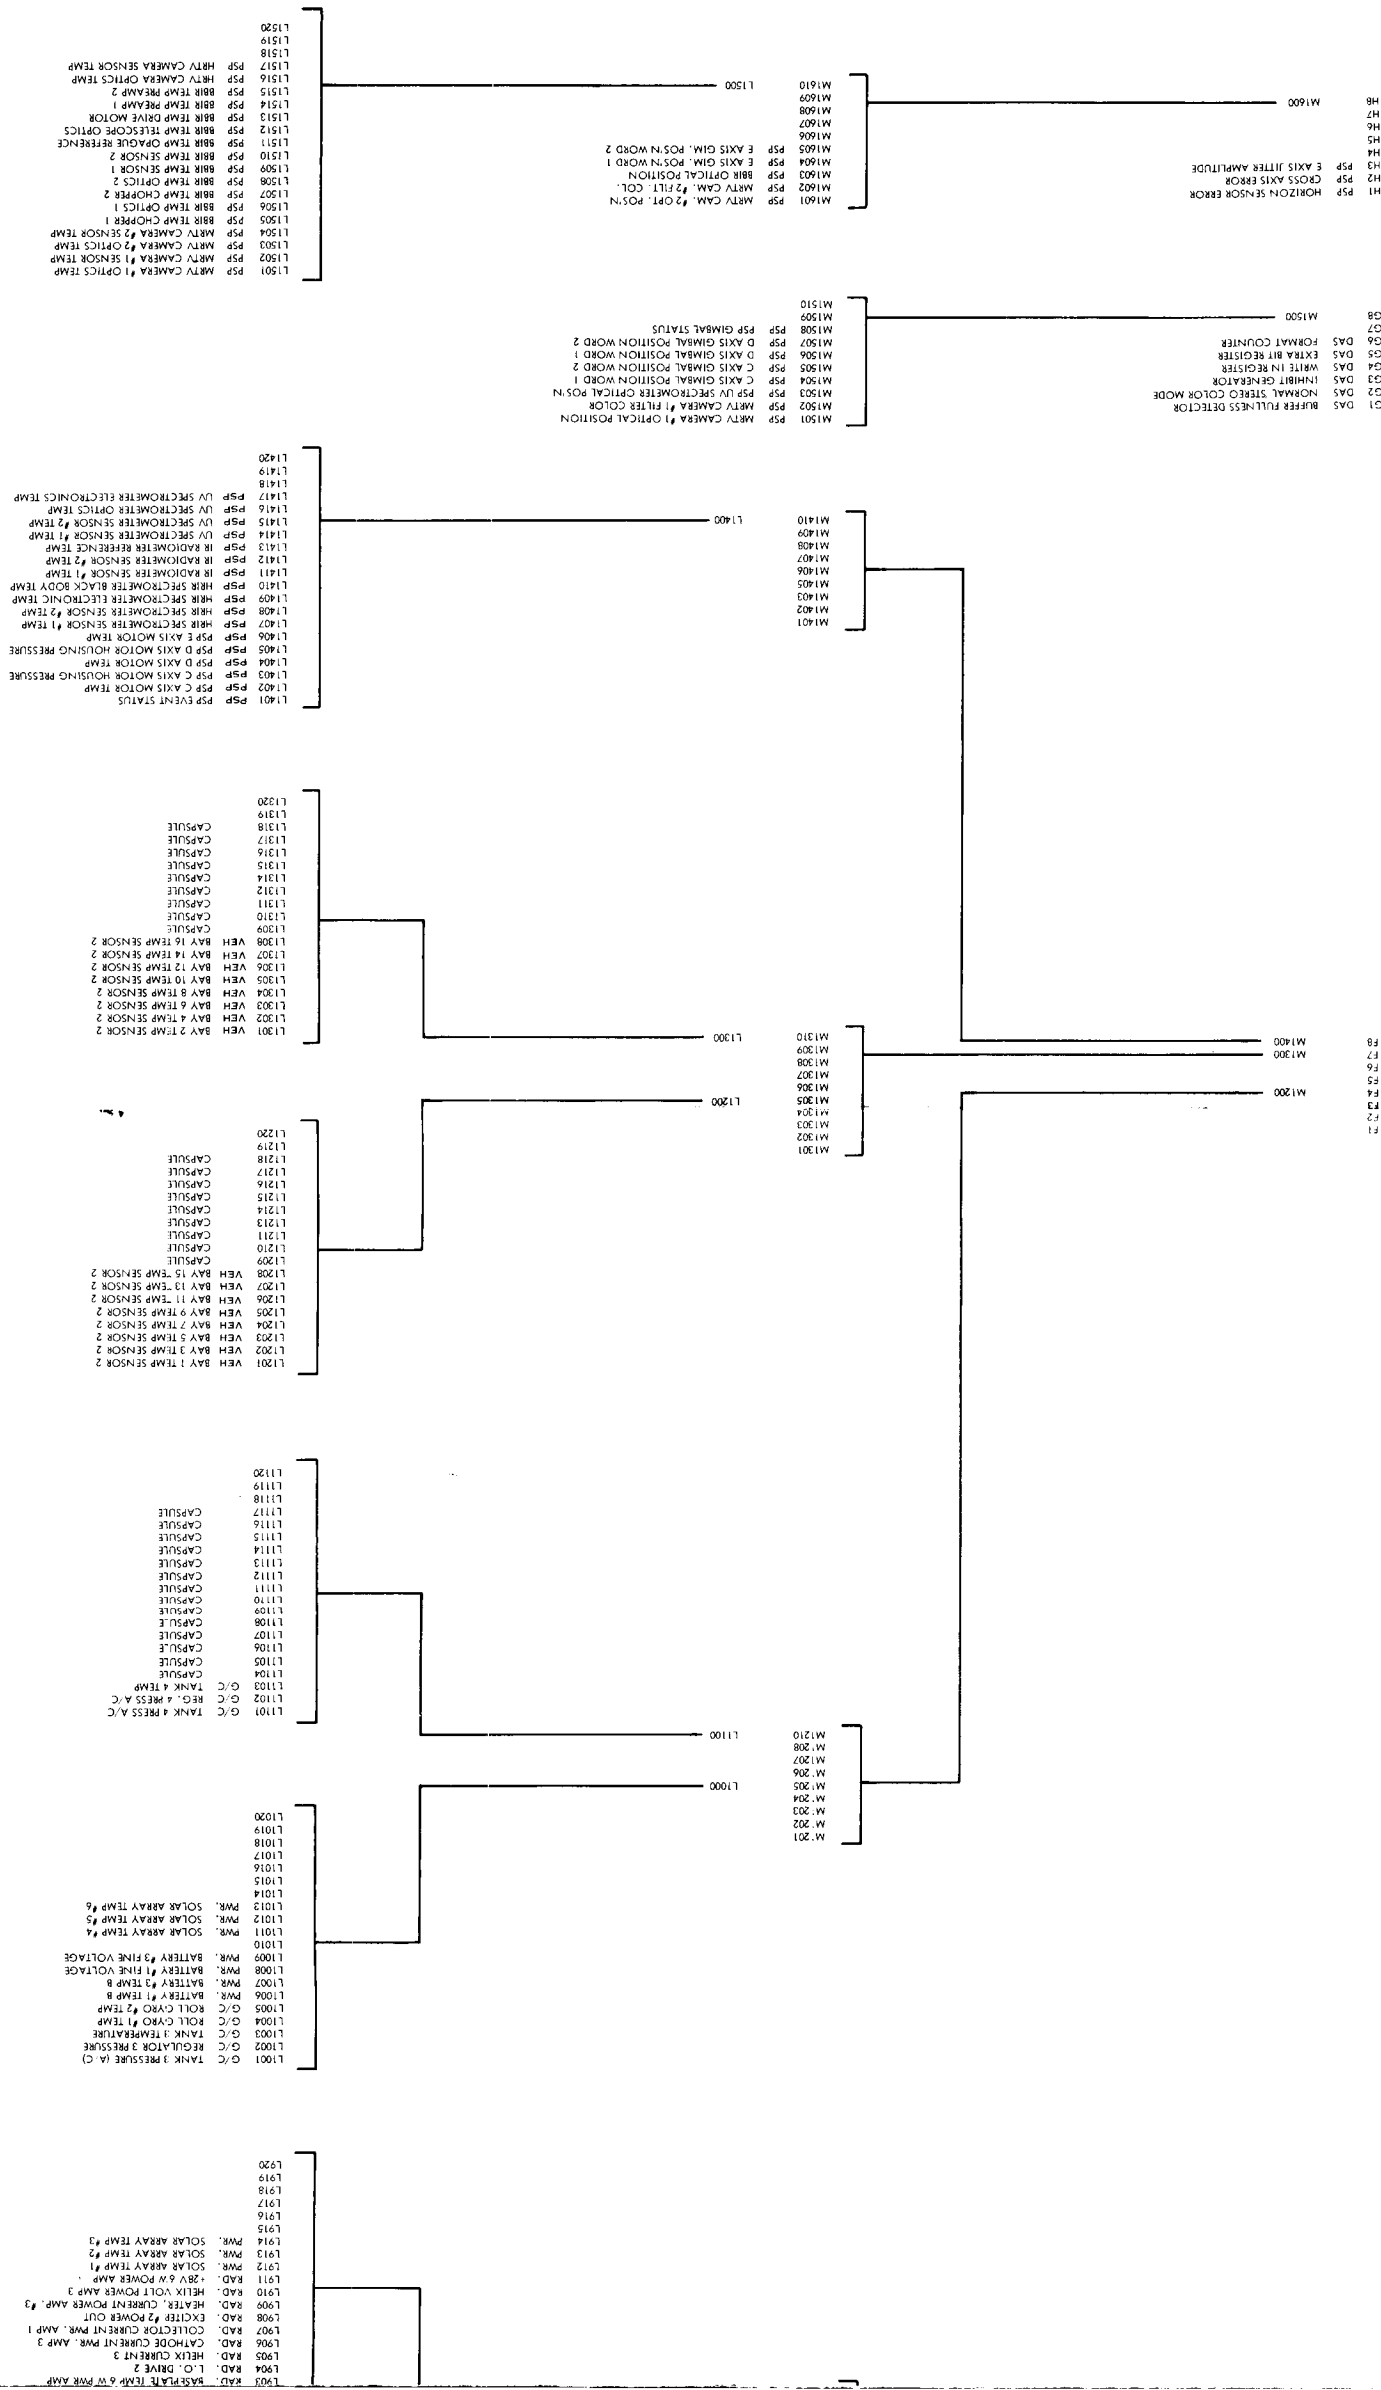 F1
F2
F3
F4 M1200
F5
F6
F7 M1300
F8 M1400
G1 DAS BUFFER FULLNESS DETECTOR
G2 DAS NORMAL STEREO COLOR MODE
G3 DAS INHIBIT GENERATOR
G4 DAS WRITE IN REGISTER
G5 DAS EXTRA BIT REGISTER
G6 DAS FORMAT COUNTER
G7
G8 M1500
H1 PSP HORIZON SENSOR ERROR
H2 PSP CROSS AXIS ERROR
H3 PSP E AXIS JITTER AMPLITUDE
H4
H5
H6
H7
H8 M1600
M'201
M'202
M'203
M'204
M'205 L1000
M'206
M1207
M'208
M1210 L1100
M1301
M1302
M1303
M1304
M1305 L1200
M1306
M1307
M1308
M1309
M1310 L1300
M1401
M1402
M1403
M1405
M1406
M1407
M1408
M1409
M1410 L1400
M1501 PSP MRTV CAMERA #1 OPTICAL POSITION
M1502 PSP MRTV CAMERA #1 FILTER COLOR
M1503 PSP PSP UV SPECTROMETER OPTICAL POS'N
M1504 PSP C AXIS GIMBAL POSITION WORD 1
M1505 PSP C AXIS GIMBAL POSITION WORD 2
M1506 PSP D AXIS GIMBAL POSITION WORD 1
M1507 PSP D AXIS GIMBAL POSITION WORD 2
M1508 PSP PSP GIMBAL STATUS
M1509
M1510
M1601 PSP MRTV CAM. #2 OPT. POS'N
M1602 PSP MRTV CAM. #2 FILT. COL.
M1603 PSP BBIR OPTICAL POSITION
M1604 PSP E AXIS GIM. POS'N WORD 1
M1605 PSP E AXIS GIM. POS'N WORD 2
M1606
M1607
M1608
M1609
M1610 L1500
L903 RAD. BASEPLATE TEMP 6 W PWR AMP
L904 RAD. L.O. DRIVE 2
L905 RAD. HELIX CURRENT 3
L906 RAD. CATHODE CURRENT PWR. AMP 3
L907 RAD. COLLECTOR CURRENT PWR. AMP 1
L908 RAD. EXCITER #2 POWER OUT
L909 RAD. HEATER, CURRENT POWER AMP. #3
L910 RAD. HELIX VOLT POWER AMP 3
L911 RAD. +28V 6 W POWER AMP
L912 PWR. SOLAR ARRAY TEMP #1
L913 PWR. SOLAR ARRAY TEMP #2
L914 PWR. SOLAR ARRAY TEMP #3
L915
L916
L917
L918
L919
L920
L1001 G/C TANK 3 PRESSURE (A/C)
L1002 G/C REGULATOR 3 PRESSURE
L1003 G/C TANK 3 TEMPERATURE
L1004 G/C ROLL GYRO #1 TEMP
L1005 G/C ROLL GYRO #2 TEMP
L1006 PWR. BATTERY #1 TEMP B
L1007 PWR. BATTERY #3 TEMP B
L1008 PWR. BATTERY #1 FINE VOLTAGE
L1009 PWR. BATTERY #3 FINE VOLTAGE
L1010
L1011 PWR. SOLAR ARRAY TEMP #4
L1012 PWR. SOLAR ARRAY TEMP #5
L1013 PWR. SOLAR ARRAY TEMP #6
L1014
L1015
L1016
L1017
L1018
L1019
L1020
L1101 G/C TANK 4 PRESS A/C
L1102 G/C REG. 4 PRESS A/C
L1103 G/C TANK 4 TEMP
L1104 CAPSULE
L1105 CAPSULE
L1106 CAPSULE
L1107 CAPSULE
L1108 CAPSULE
L1109 CAPSULE
L1110 CAPSULE
L1111 CAPSULE
L1112 CAPSULE
L1113 CAPSULE
L1114 CAPSULE
L1115 CAPSULE
L1116 CAPSULE
L1117 CAPSULE
L1118
L1119
L1120
L1201 VEH BAY 1 TEMP SENSOR 2
L1202 VEH BAY 3 TEMP SENSOR 2
L1203 VEH BAY 5 TEMP SENSOR 2
L1204 VEH BAY 7 TEMP SENSOR 2
L1205 VEH BAY 9 TEMP SENSOR 2
L1206 VEH BAY 11 TEMP SENSOR 2
L1207 VEH BAY 13 TEMP SENSOR 2
L1208 VEH BAY 15 TEMP SENSOR 2
L1209 CAPSULE
L1210 CAPSULE
L1211 CAPSULE
L1213 CAPSULE
L1214 CAPSULE
L1215 CAPSULE
L1216 CAPSULE
L1217 CAPSULE
L1218 CAPSULE
L1219
L1220
L1301 VEH BAY 2 TEMP SENSOR 2
L1302 VEH BAY 4 TEMP SENSOR 2
L1303 VEH BAY 6 TEMP SENSOR 2
L1304 VEH BAY 8 TEMP SENSOR 2
L1305 VEH BAY 10 TEMP SENSOR 2
L1306 VEH BAY 12 TEMP SENSOR 2
L1307 VEH BAY 14 TEMP SENSOR 2
L1308 VEH BAY 16 TEMP SENSOR 2
L1309 CAPSULE
L1310 CAPSULE
L1311 CAPSULE
L1312 CAPSULE
L1314 CAPSULE
L1315 CAPSULE
L1316 CAPSULE
L1317 CAPSULE
L1318 CAPSULE
L1319
L1320
L1401 PSP PSP EVENT STATUS
L1402 PSP PSP C AXIS MOTOR TEMP
L1403 PSP PSP C AXIS MOTOR HOUSING PRESSURE
L1404 PSP PSP D AXIS MOTOR TEMP
L1405 PSP PSP D AXIS MOTOR HOUSING PRESSURE
L1406 PSP PSP E AXIS MOTOR TEMP
L1407 PSP HRIR SPECTROMETER SENSOR #1 TEMP
L1408 PSP HRIR SPECTROMETER SENSOR #2 TEMP
L1409 PSP HRIR SPECTROMETER ELECTRONIC TEMP
L1410 PSP HRIR SPECTROMETER BLACK BODY TEMP
L1411 PSP IR RADIOMETER SENSOR #1 TEMP
L1412 PSP IR RADIOMETER SENSOR #2 TEMP
L1413 PSP IR RADIOMETER REFERENCE TEMP
L1414 PSP UV SPECTROMETER SENSOR #1 TEMP
L1415 PSP UV SPECTROMETER SENSOR #2 TEMP
L1416 PSP UV SPECTROMETER OPTICS TEMP
L1417 PSP UV SPECTROMETER ELECTRONICS TEMP
L1418
L1419
L1420
L1501 PSP MRTV CAMERA #1 OPTICS TEMP
L1502 PSP MRTV CAMERA #1 SENSOR TEMP
L1503 PSP MRTV CAMERA #2 OPTICS TEMP
L1504 PSP MRTV CAMERA #2 SENSOR TEMP
L1505 PSP BBIR TEMP CHOPPER 1
L1506 PSP BBIR TEMP OPTICS 1
L1507 PSP BBIR TEMP CHOPPER 2
L1508 PSP BBIR TEMP OPTICS 2
L1509 PSP BBIR TEMP SENSOR 1
L1510 PSP BBIR TEMP SENSOR 2
L1511 PSP BBIR TEMP OPAGUE REFERENCE
L1512 PSP BBIR TEMP TELESCOPE OPTICS
L1513 PSP BBIR TEMP DRIVE MOTOR
L1514 PSP BBIR TEMP PREAMP 1
L1515 PSP BBIR TEMP PREAMP 2
L1516 PSP HRTV CAMERA OPTICS TEMP
L1517 PSP HRTV CAMERA SENSOR TEMP
L1518
L1519
L1520